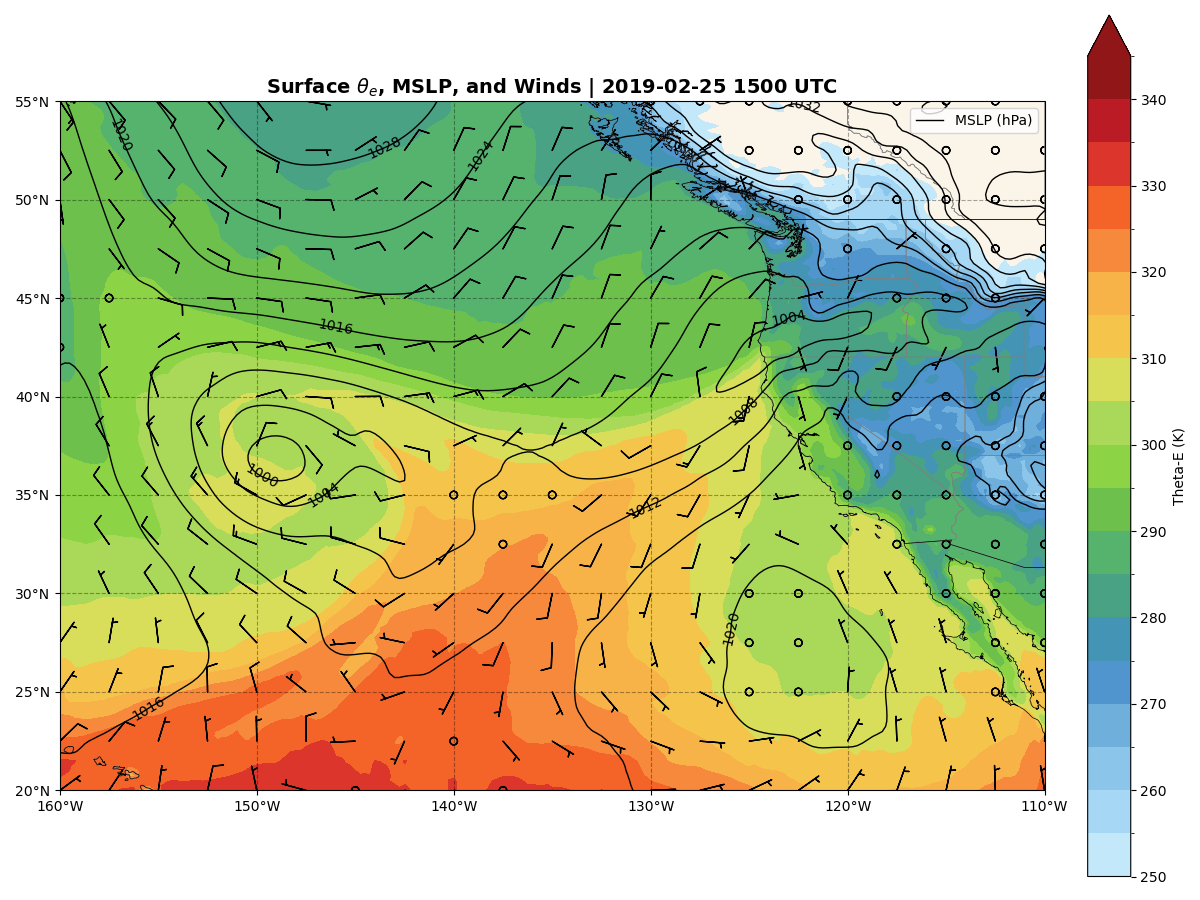 Surface θe, MSLP, and Winds | 2019-02-25 1500 UTC
MSLP (hPa)
55°N
50°N
45°N
40°N
35°N
30°N
25°N
20°N
160°W
150°W
140°W
130°W
120°W
110°W
1020
1028
1024
1032
1016
1004
1008
1000
1004
1012
1020
1016
340
330
320
310
300
290
280
270
260
250
Theta-E (K)